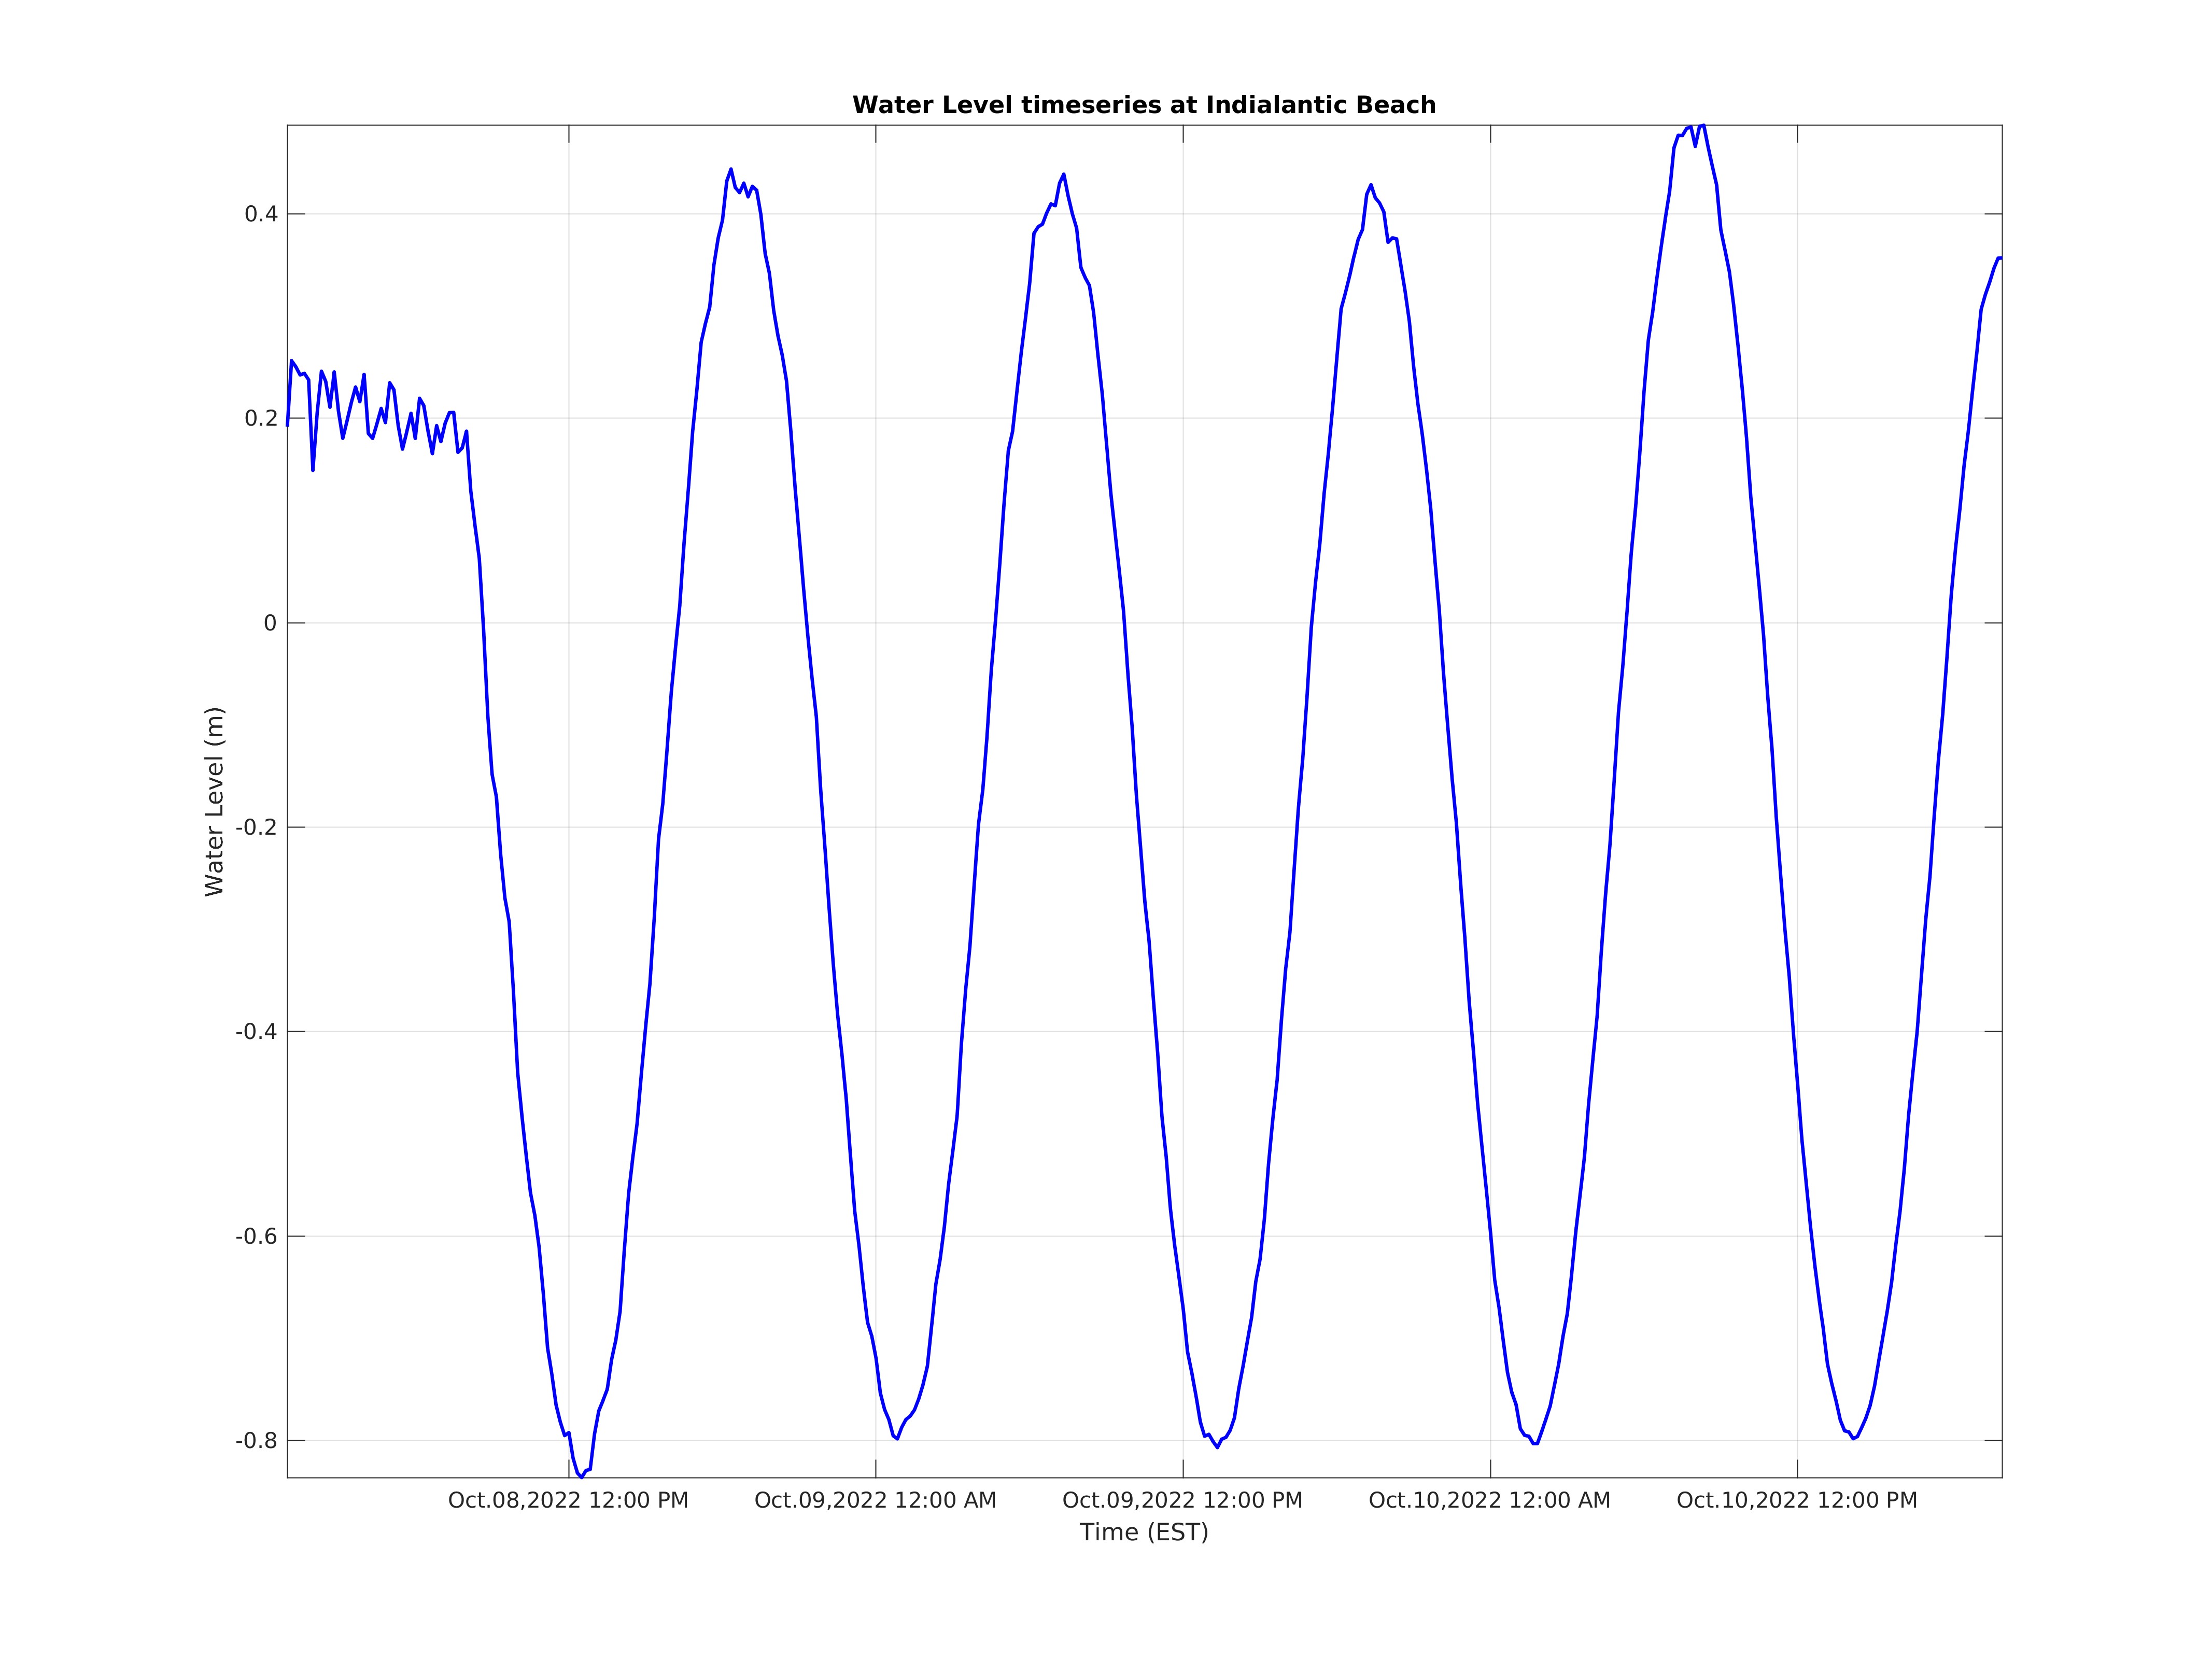 Water Level timeseries at Indialantic Beach
0.4
0.2
0
-0.2
-0.4
-0.6
-0.8
Water Level (m)
Oct.08,2022 12:00 PM
Oct.09,2022 12:00 AM
Oct.09,2022 12:00 PM
Oct.10,2022 12:00 AM
Oct.10,2022 12:00 PM
Time (EST)